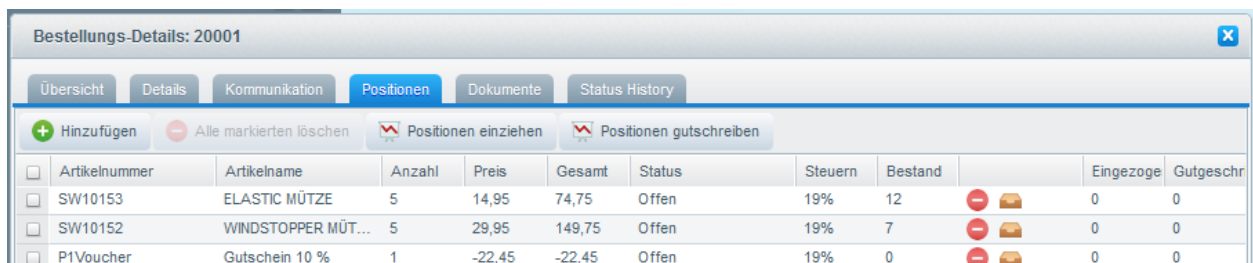 Bestellungs-Details: 20001
Übersicht Details Kommunikation Positionen Dokumente Status History
Hinzufügen Alle markierten löschen Positionen einziehen Positionen gutschreiben
Artikelnummer Artikelname Anzahl Preis Gesamt Status Steuern Bestand Eingezoge Gutgeschr
SW10153 ELASTIC MÜTZE 5 14,95 74,75 Offen 19% 12 0 0
SW10152 WINDSTOPPER MÜT... 5 29,95 149,75 Offen 19% 7 0 0
P1Voucher Gutschein 10 % 1 -22,45 -22,45 Offen 19% 0 0 0